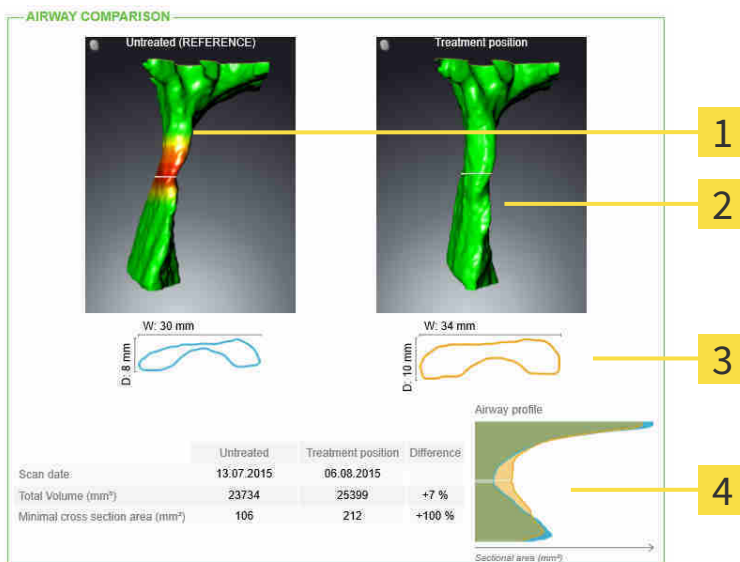 AIRWAY COMPARISON
Untreated (REFERENCE)
Treatment position
1
2
W: 30 mm
D: 8 mm
W: 34 mm
D: 10 mm
3
Airway profile
Untreated Treatment position Difference
Scan date 13.07.2015 06.08.2015
Total Volume (mm³) 23734 25399 +7 %
Minimal cross section area (mm²) 106 212 +100 %
4
Sectional area (mm²)